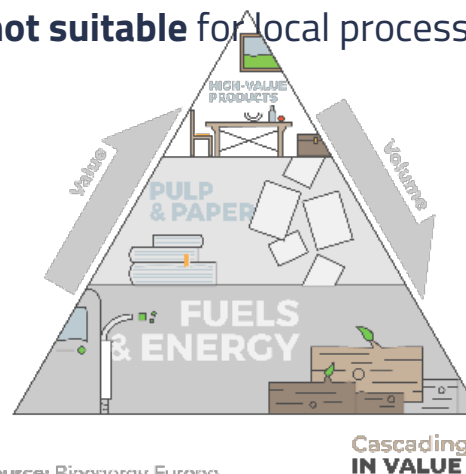 not suitable for local process
HIGH-VALUE
PRODUCTS
Value
Volume
PULP
& PAPER
FUELS
& ENERGY
Bioenergy Europe
Cascading
IN VALUE